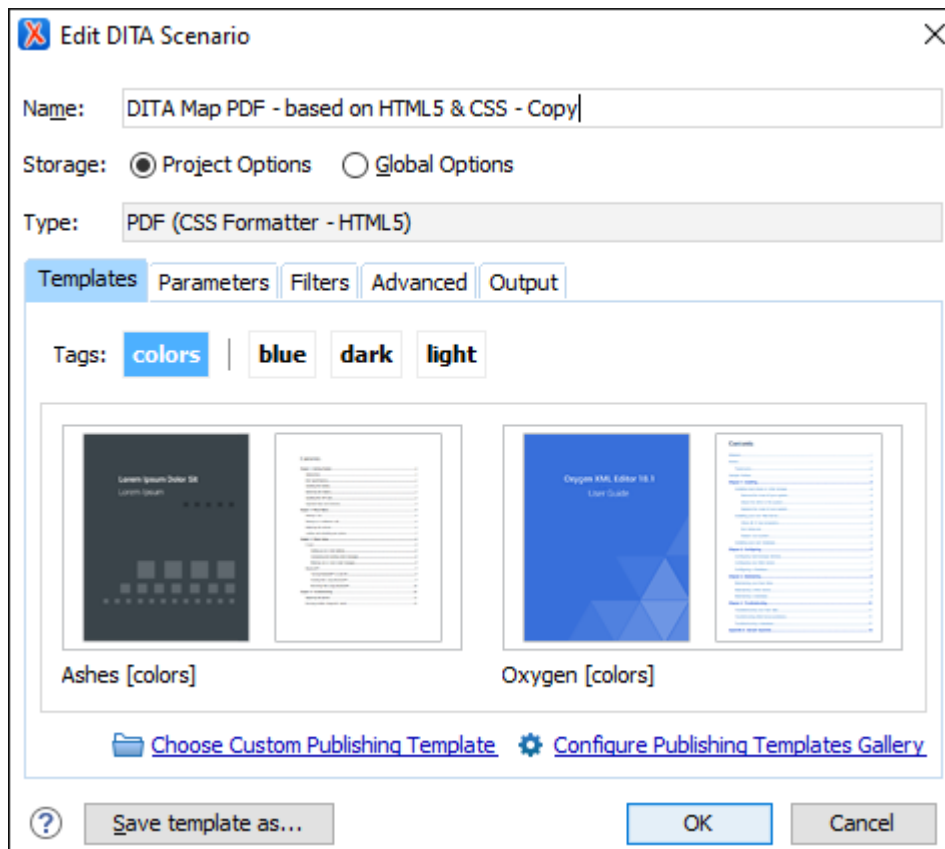 Edit DITA Scenario
Name: DITA Map PDF - based on HTML5 & CSS - Copy
Storage: Project Options Global Options
Type: PDF (CSS Formatter - HTML5)
Templates Parameters Filters Advanced Output
Tags: colors blue dark light
Lorem Ipsum Dolor Sit
Lorem Ipsum
Oxygen XML Editor 18.1
User Guide
Contents
Ashes [colors] Oxygen [colors]
Choose Custom Publishing Template Configure Publishing Templates Gallery
? Save template as... OK Cancel